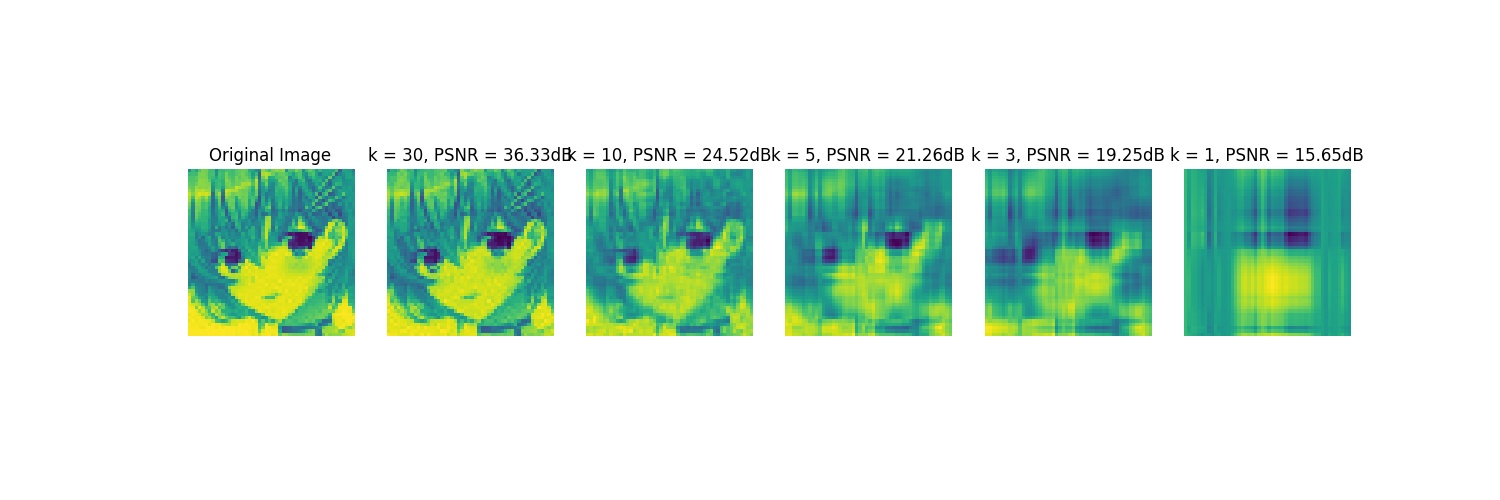 Original Image
k = 30, PSNR = 36.33dB
k = 10, PSNR = 24.52dB
k = 5, PSNR = 21.26dB
k = 3, PSNR = 19.25dB
k = 1, PSNR = 15.65dB